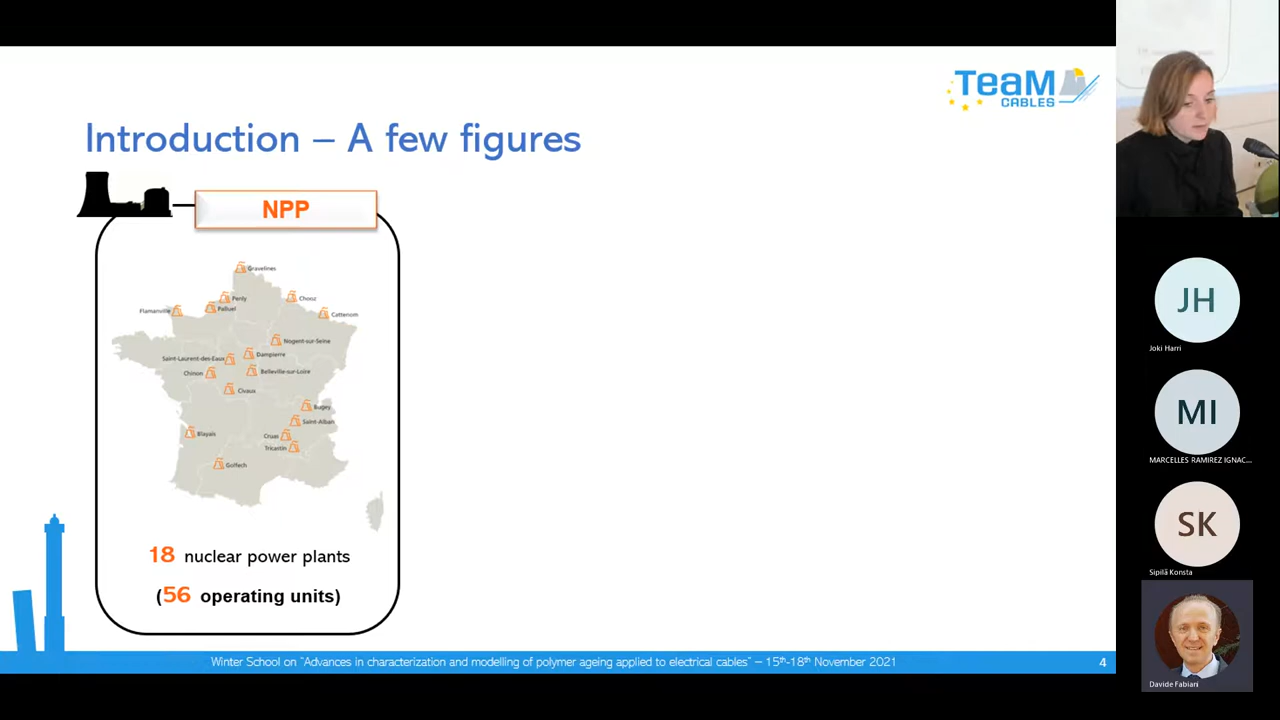 TeaM
CABLES
Introduction – A few figures
NPP
Gravelines
Penly
Chooz
Flamanville
Palluel
Cattenom
Nogent-sur-Seine
Saint-Laurent-des-Eaux
Dampierre
Chinon
Belleville-sur-Loire
Civaux
Bugey
Saint-Alban
Blayais
Cruas
Tricastin
Golfech
18 nuclear power plants
(56 operating units)
Winter School on "Advances in characterization and modelling of polymer ageing applied to electrical cables" – 15th-18th November 2021
4
JH
Joki Harri
MI
MARCELLES RAMIREZ IGNAC...
SK
Sipilä Konsta
Davide Fabiani